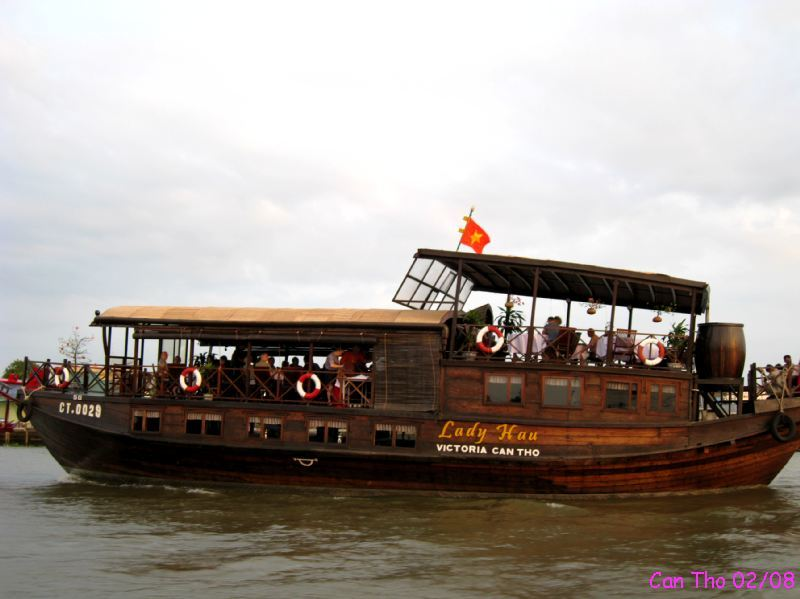 CT.0029
Lady Hau
VICTORIA CAN THO
Can Tho 02/08